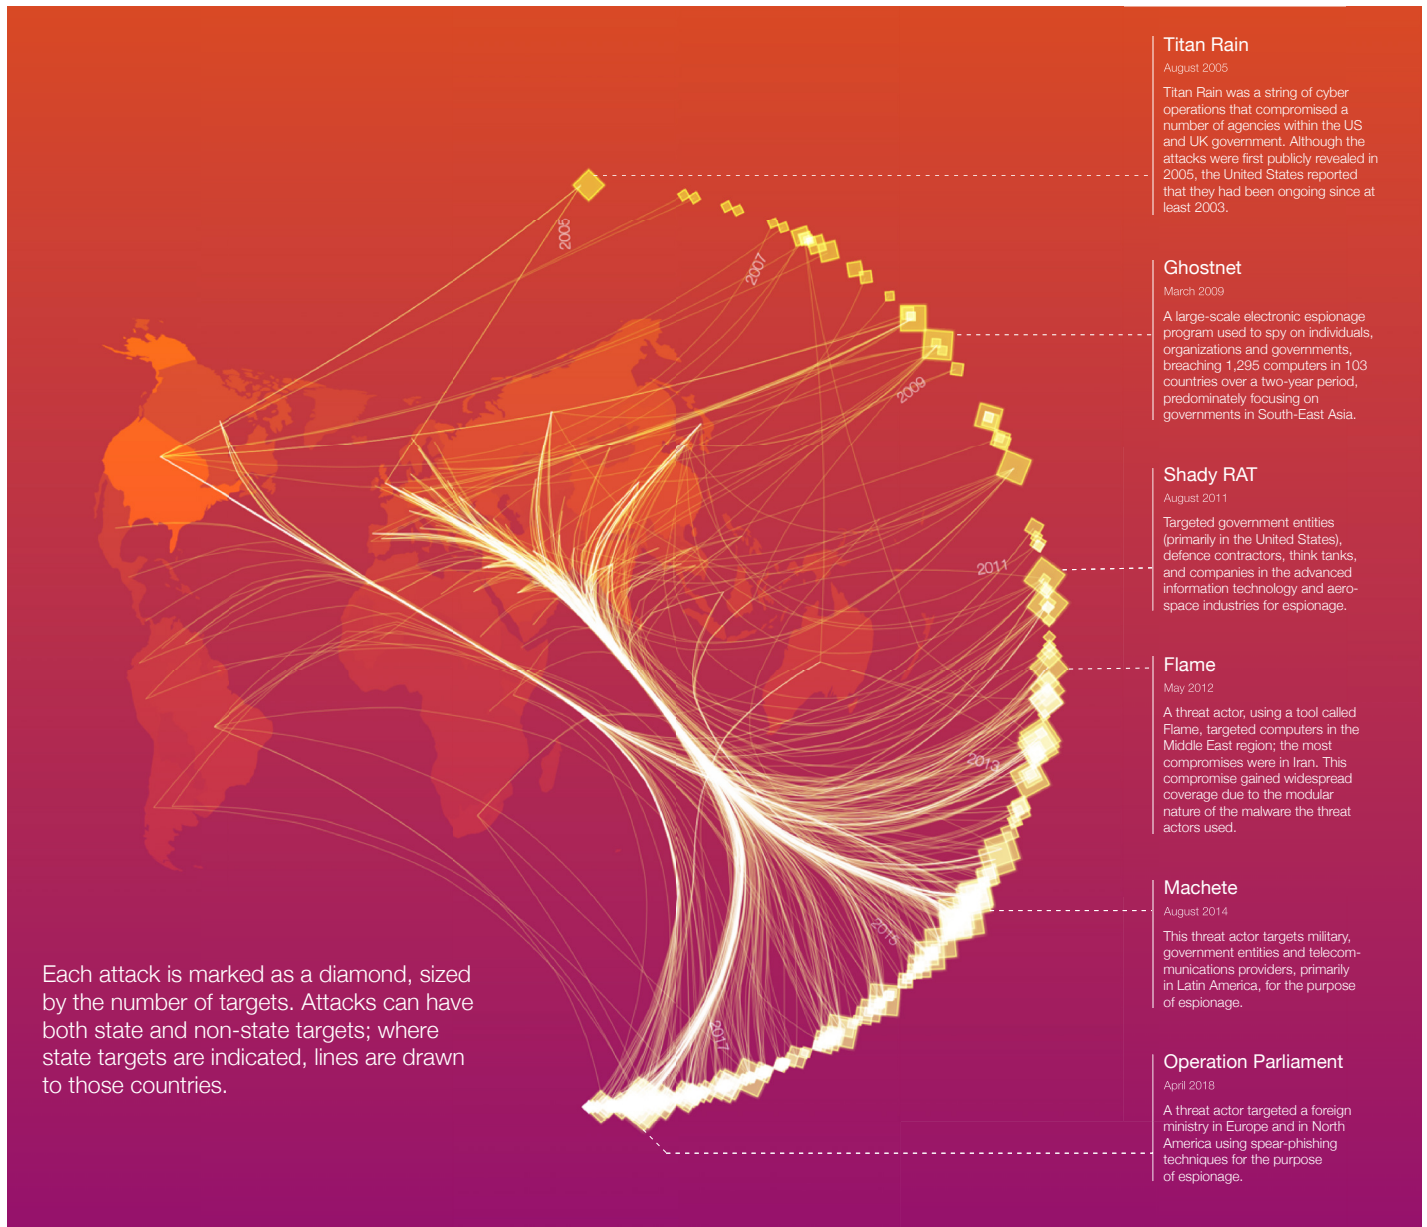 Titan Rain
August 2005
Titan Rain was a string of cyber
operations that compromised a
number of agencies within the US
and UK government. Although the
attacks were first publicly revealed in
2005, the United States reported
that they had been ongoing since at
least 2003.
Ghostnet
March 2009
A large-scale electronic espionage
program used to spy on individuals,
organizations and governments,
breaching 1,295 computers in 103
countries over a two-year period,
predominately focusing on
governments in South-East Asia.
Shady RAT
August 2011
Targeted government entities
(primarily in the United States),
defence contractors, think tanks,
and companies in the advanced
information technology and aero-
space industries for espionage.
Flame
May 2012
A threat actor, using a tool called
Flame, targeted computers in the
Middle East region; the most
compromises were in Iran. This
compromise gained widespread
coverage due to the modular
nature of the malware the threat
actors used.
Machete
August 2014
This threat actor targets military,
government entities and telecom-
munications providers, primarily
in Latin America, for the purpose
of espionage.
Operation Parliament
April 2018
A threat actor targeted a foreign
ministry in Europe and in North
America using spear-phishing
techniques for the purpose
of espionage.
2005
2007
2009
2011
2013
2015
2017
Each attack is marked as a diamond, sized
by the number of targets. Attacks can have
both state and non-state targets; where
state targets are indicated, lines are drawn
to those countries.